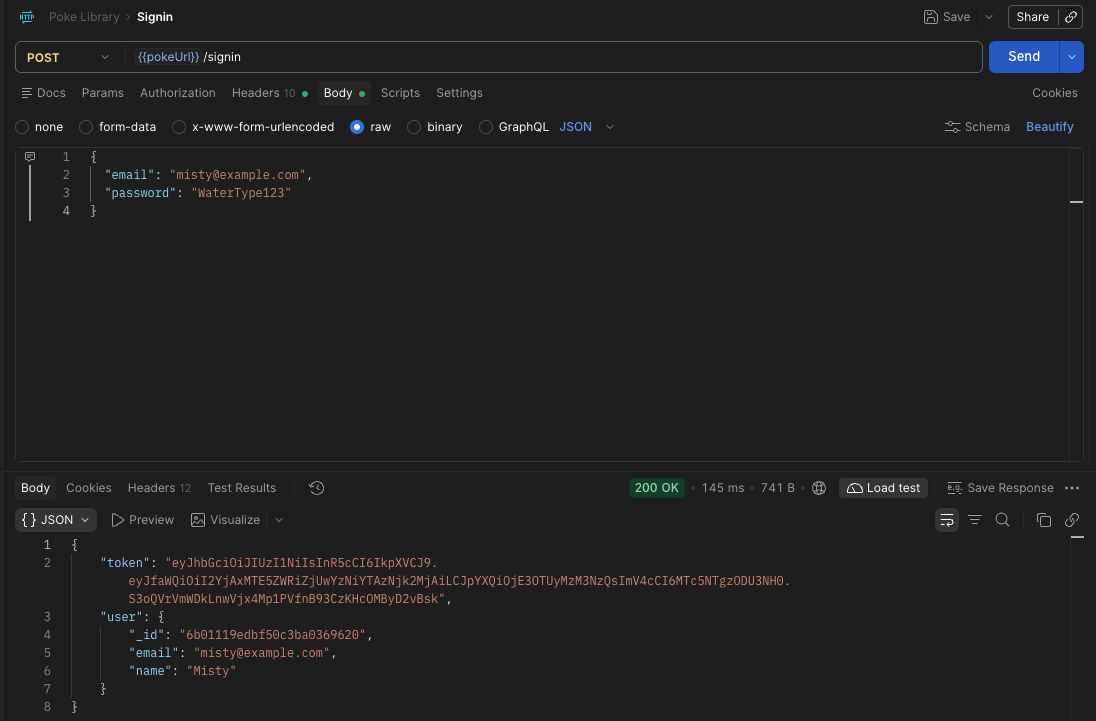 HTTP Poke Library > Signin Save Share
POST {{pokeUrl}} /signin Send
Docs Params Authorization Headers 10 Body Scripts Settings Cookies
none form-data x-www-form-urlencoded raw binary GraphQL JSON Schema Beautify
1 {
2 "email": "misty@example.com",
3 "password": "WaterType123"
4 }
Body Cookies Headers 12 Test Results 200 OK • 145 ms • 741 B • Load test e.g. Save Response
{} JSON Preview Visualize
1 {
2 "token": "eyJhbGciOiJIUzI1NiIsInR5cCI6IkpXVCJ9.
eyJfaWQiOiI2YjAxMTE5ZWRiZjUwYzNiYTAzNjk2MjAiLCJpYXQiOjE3OTUyMzM3NzQsImV4cCI6MTc5NTgzODU3NH0.
S3oQVrVmWDkLnwVjx4Mp1PVfnB93CzKHcOMByD2vBsk",
3 "user": {
4 "_id": "6b01119edbf50c3ba0369620",
5 "email": "misty@example.com",
6 "name": "Misty"
7 }
8 }